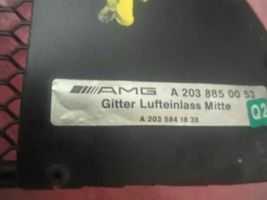 AMG A 203 885 00 53
Gitter Lufteinlass Mitte
A 203 584 18 38
Q2